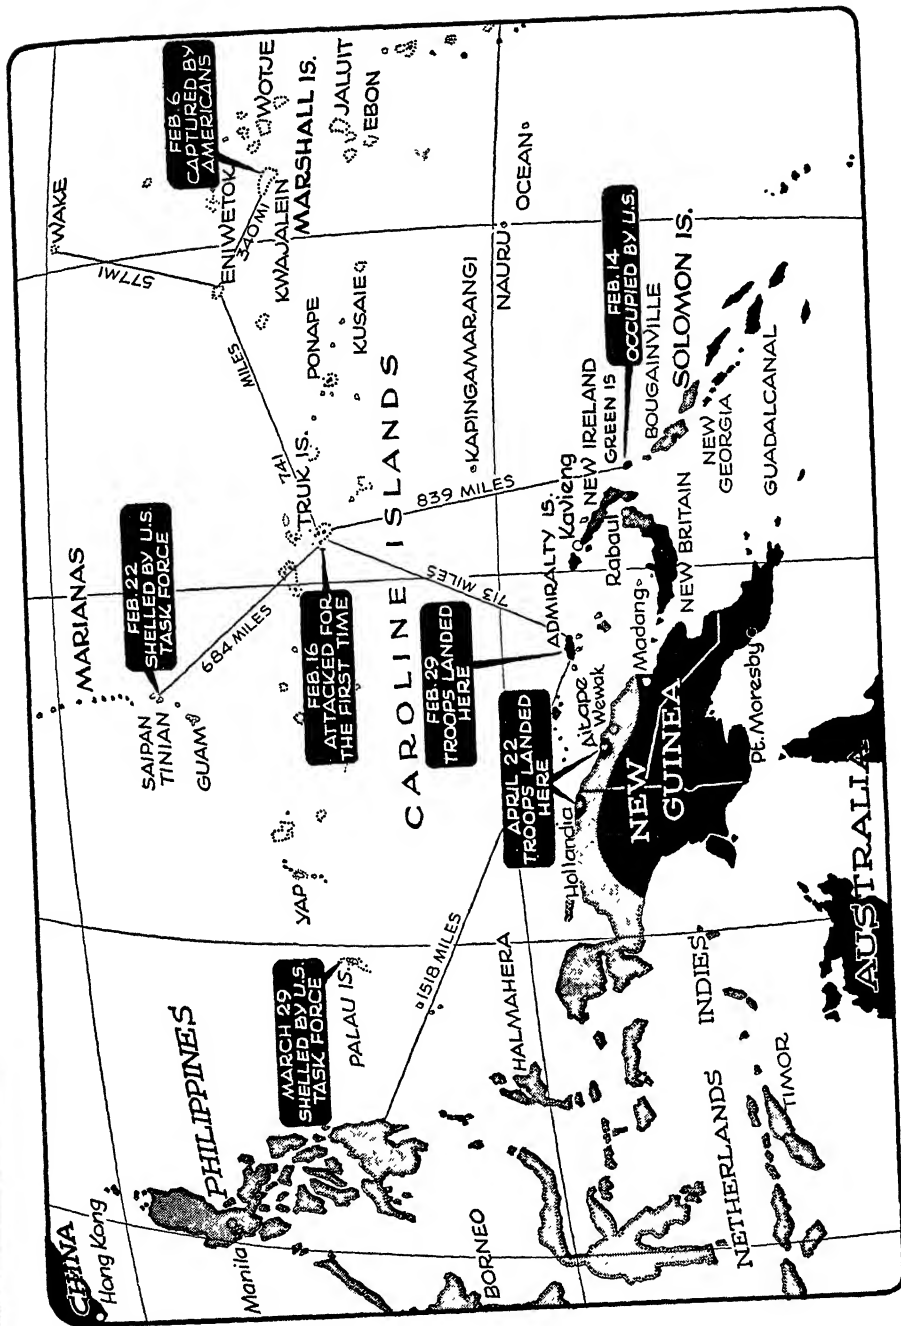 CHINA
Hong Kong
PHILIPPINES
Manila
MARCH 29
SHELLED BY U.S.
TASK FORCE
PALAU IS.
YAP
MARIANAS
SAIPAN
TINIAN
GUAM
FEB. 22
SHELLED BY U.S.
TASK FORCE
684 MILES
FEB. 16
ATTACKED FOR
THE FIRST TIME
TRUK IS.
741
MILES
WAKE
577 MI
ENIWETOK
340 MI
KWAJALEIN
FEB. 6
CAPTURED BY
AMERICANS
WOTJE
MARSHALL IS.
JALUIT
EBON
PONAPE
KUSAIE
CAROLINE ISLANDS
KAPINGAMARANGI
NAURU
OCEAN
839 MILES
713 MILES
1518 MILES
FEB. 29
TROOPS LANDED
HERE
ADMIRALTY IS.
Kavieng
NEW IRELAND
GREEN IS
FEB. 14
OCCUPIED BY U.S.
BOUGAINVILLE
SOLOMON IS.
Rabaul
NEW BRITAIN
NEW
GEORGIA
GUADALCANAL
APRIL 22
TROOPS LANDED
HERE
Hollandia
Aitape
Wewak
Madang
NEW
GUINEA
Pt. Moresby
HALMAHERA
BORNEO
NETHERLANDS
INDIES
TIMOR
AUSTRALIA